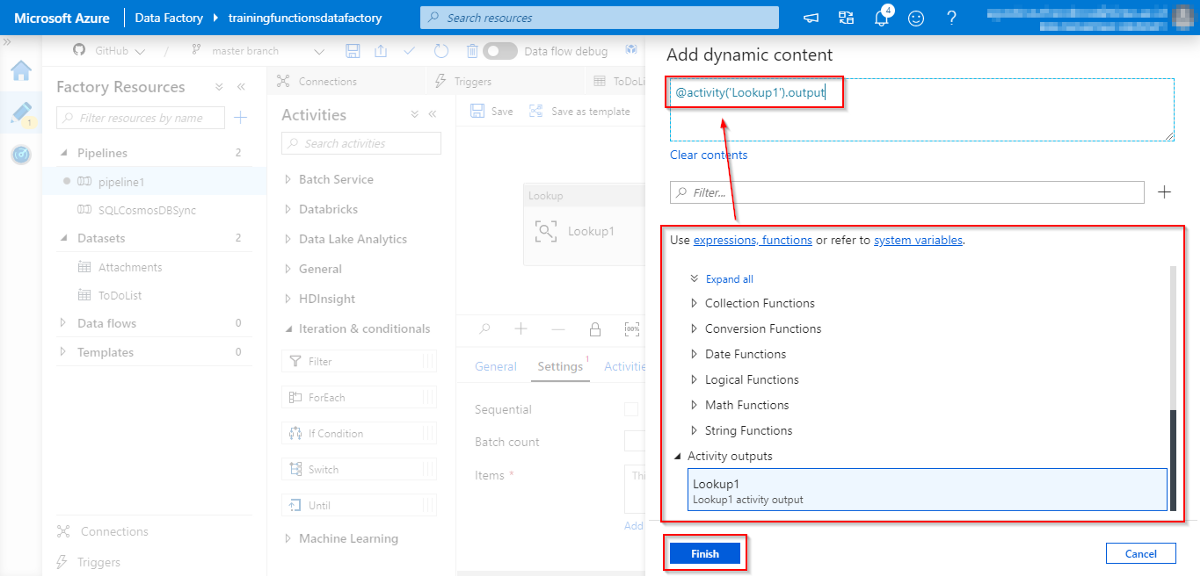 Microsoft Azure
Data Factory
trainingfunctionsdatafactory
Search resources
4
?
GitHub
/
master branch
Data flow debug
Factory Resources
Filter resources by name
1
Pipelines 2
pipeline1
SQLCosmosDBSync
Datasets 2
Attachments
ToDoList
Data flows 0
Templates 0
Connections
Triggers
Connections
Triggers
ToDoLi
Activities
Search activities
Batch Service
Databricks
Data Lake Analytics
General
HDInsight
Iteration & conditionals
Filter
ForEach
If Condition
Switch
Until
Machine Learning
Save
Save as template
Lookup
Lookup1
100%
General
Settings 1
Activitie
Sequential
Batch count
Items *
Thi
Add
Add dynamic content
@activity('Lookup1').output
Clear contents
Filter...
Use expressions, functions or refer to system variables.
Expand all
Collection Functions
Conversion Functions
Date Functions
Logical Functions
Math Functions
String Functions
Activity outputs
Lookup1
Lookup1 activity output
Finish
Cancel